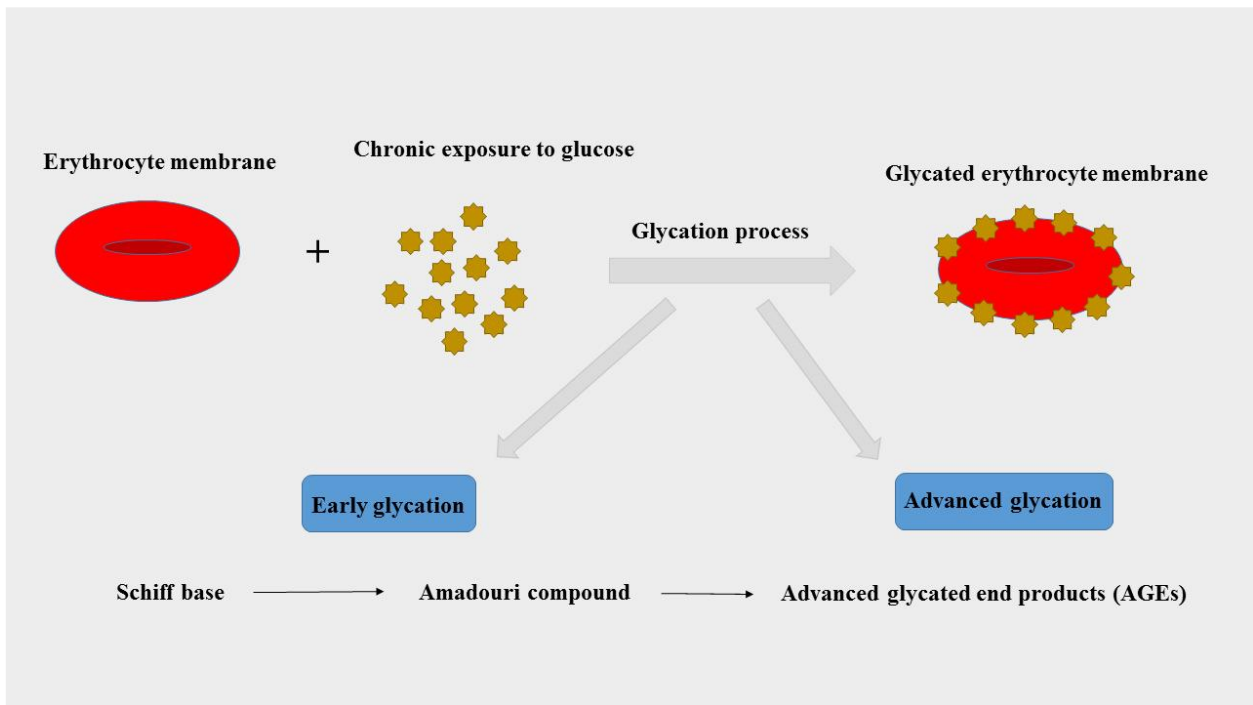 Erythrocyte membrane
Chronic exposure to glucose
Glycated erythrocyte membrane
+
Glycation process
Early glycation
Advanced glycation
Schiff base
Amadouri compound
Advanced glycated end products (AGEs)